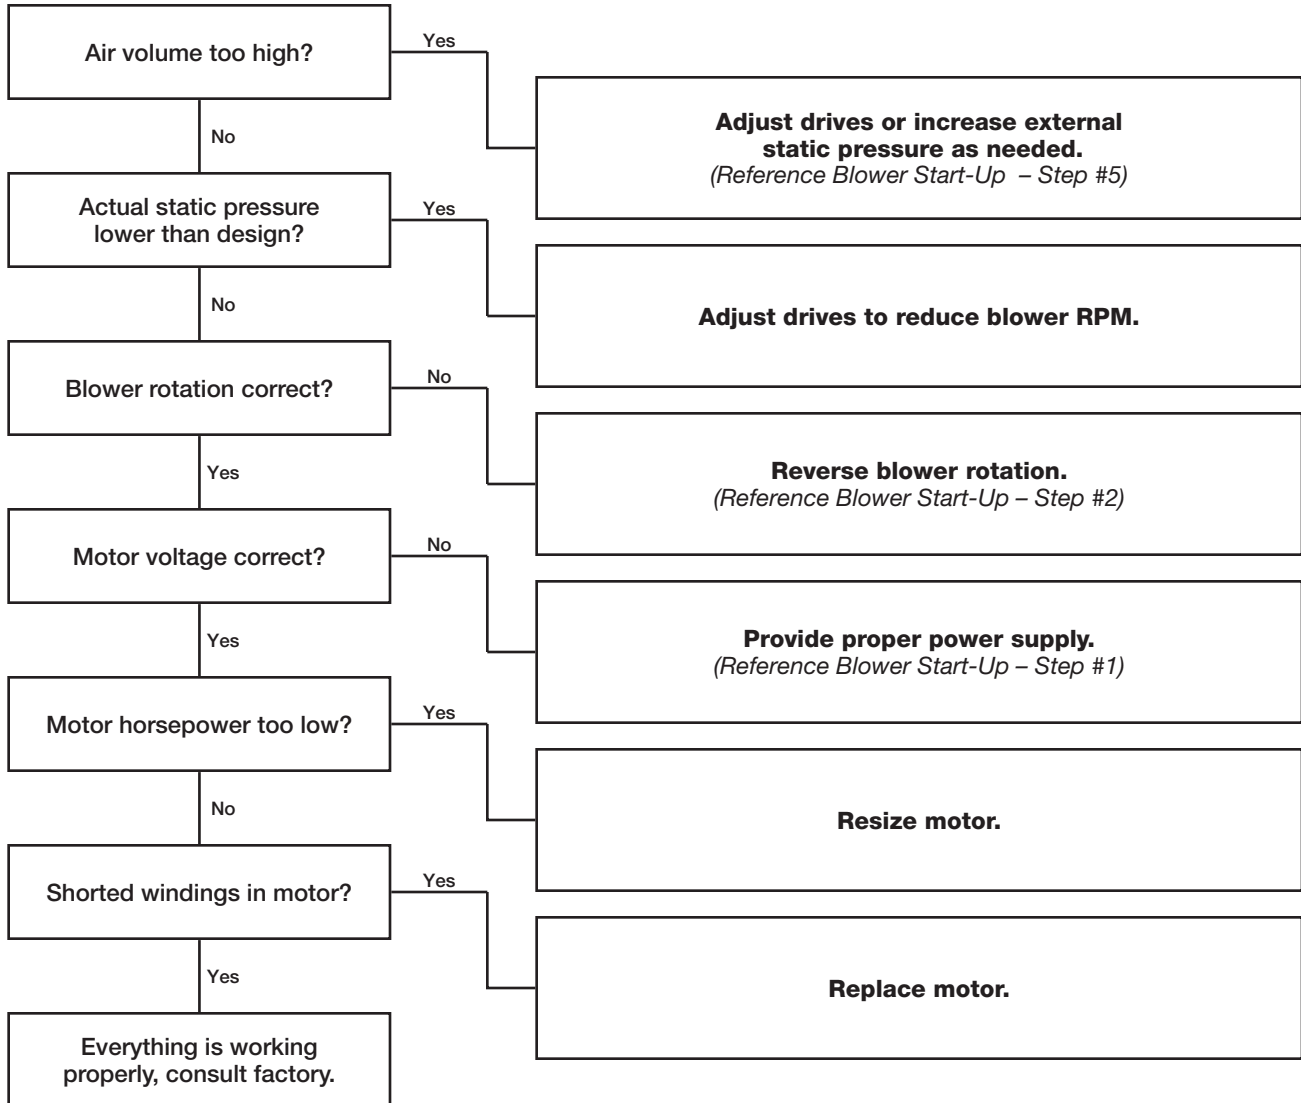 Air volume too high?
Yes
Adjust drives or increase external
static pressure as needed.
(Reference Blower Start-Up – Step #5)
No
Actual static pressure
lower than design?
Yes
Adjust drives to reduce blower RPM.
No
Blower rotation correct?
No
Reverse blower rotation.
(Reference Blower Start-Up – Step #2)
Yes
Motor voltage correct?
No
Provide proper power supply.
(Reference Blower Start-Up – Step #1)
Yes
Motor horsepower too low?
Yes
Resize motor.
No
Shorted windings in motor?
Yes
Replace motor.
Yes
Everything is working
properly, consult factory.